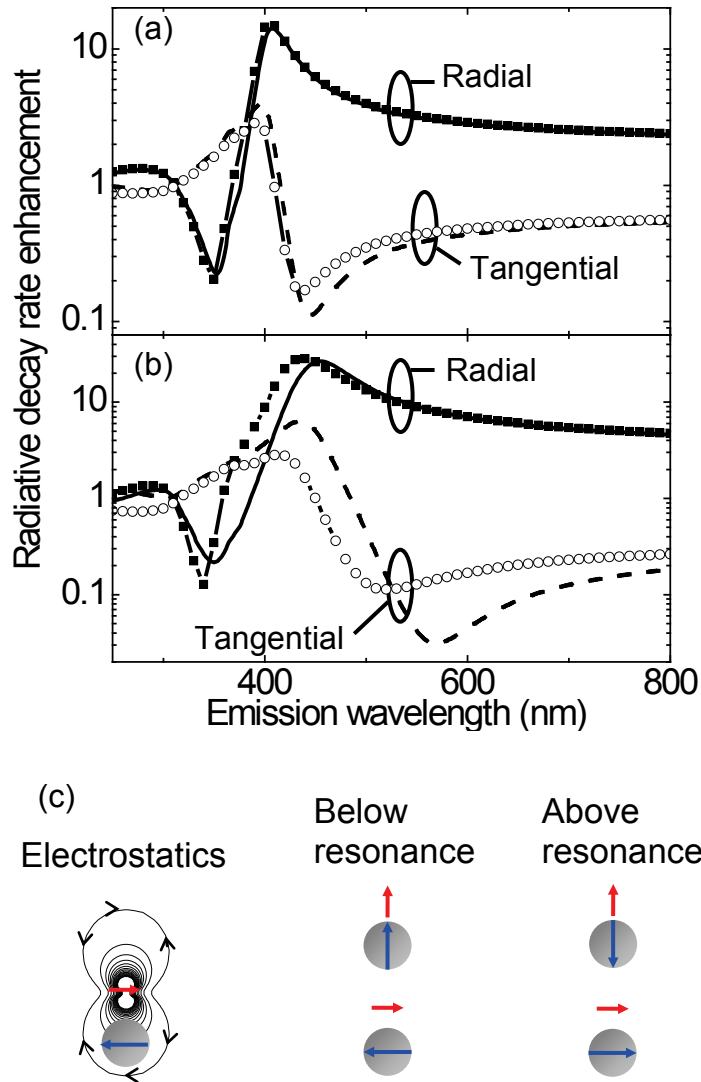 (a)
10
1
0.1
Radial
Tangential
Radiative decay rate enhancement
(b)
10
1
0.1
Radial
Tangential
400
600
800
Emission wavelength (nm)
(c)
Electrostatics
Below
resonance
Above
resonance